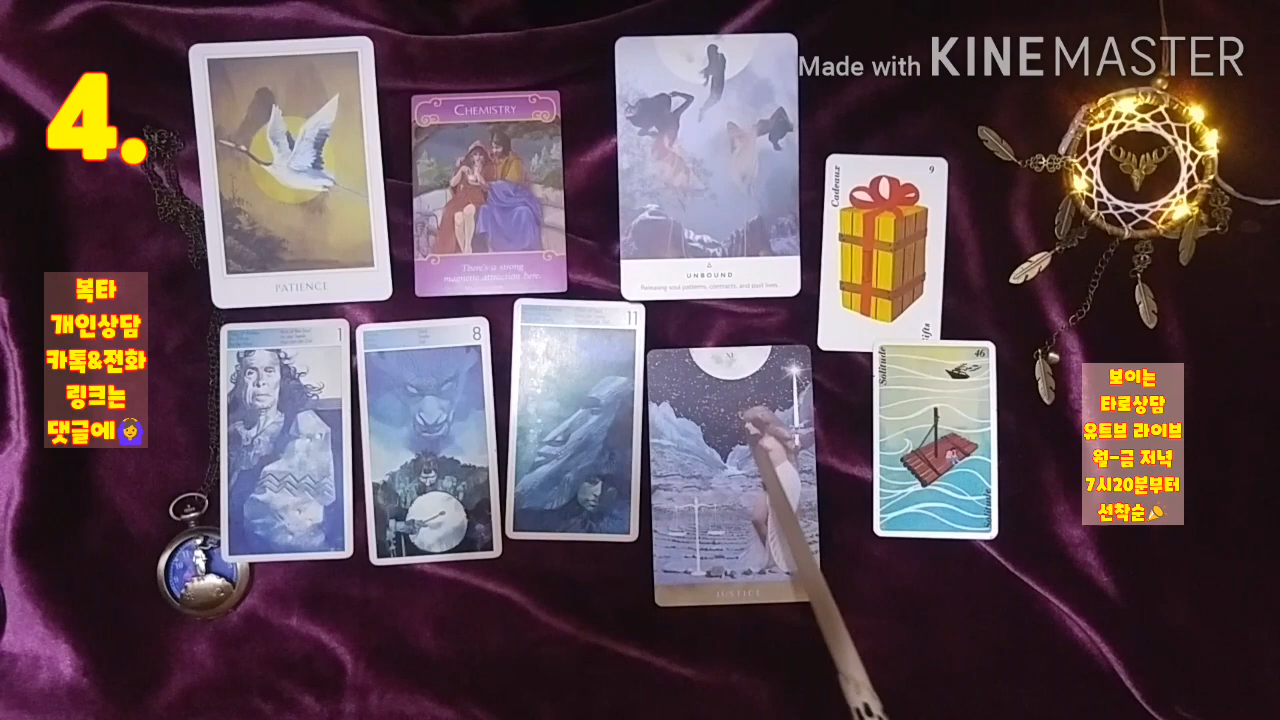 4.
Made with KINEMASTER
PATIENCE
CHEMISTRY
There's a strong
magnetic attraction here.
UNBOUND
Releasing soul patterns, contracts, and past lives.
Cadeaux
9
1
8
11
XI
JUSTICE
46
Solitude
Solitude
복타
개인상담
카톡&전화
링크는
댓글에
보이는
타로상담
유튜브 라이브
월-금 저녁
7시20분부터
선착순